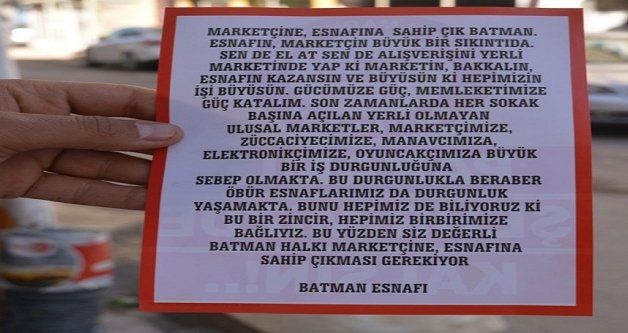 MARKETÇİNE, ESNAFINA SAHİP ÇIK BATMAN.
ESNAFIN, MARKETÇİN BÜYÜK BİR SIKINTIDA.
SEN DE EL AT SEN DE ALIŞVERİŞİNİ YERLİ
MARKETİNDE YAP Kİ MARKETİN, BAKKALIN,
ESNAFIN KAZANSIN VE BÜYÜSÜN Kİ HEPİMİZİN
İŞİ BÜYÜSÜN. GÜCÜMÜZE GÜÇ, MEMLEKETİMİZE
GÜÇ KATALIM. SON ZAMANLARDA HER SOKAK
BAŞINA AÇILAN YERLİ OLMAYAN
ULUSAL MARKETLER, MARKETÇİMİZE,
ZÜCCACİYECİMİZE, MANAVCIMIZA,
ELEKTRONİKÇİMİZE, OYUNCAKÇIMIZA BÜYÜK
BİR İŞ DURGUNLUĞUNA
SEBEP OLMAKTA. BU DURGUNLUKLA BERABER
ÖBÜR ESNAFLARIMIZ DA DURGUNLUK
YAŞAMAKTA. BUNU HEPİMİZ DE BİLİYORUZ Kİ
BU BİR ZİNCİR, HEPİMİZ BİRBİRİMİZE
BAĞLIYIZ. BU YÜZDEN SİZ DEĞERLİ
BATMAN HALKI MARKETÇİNE, ESNAFINA
SAHİP ÇIKMASI GEREKİYOR
BATMAN ESNAFI